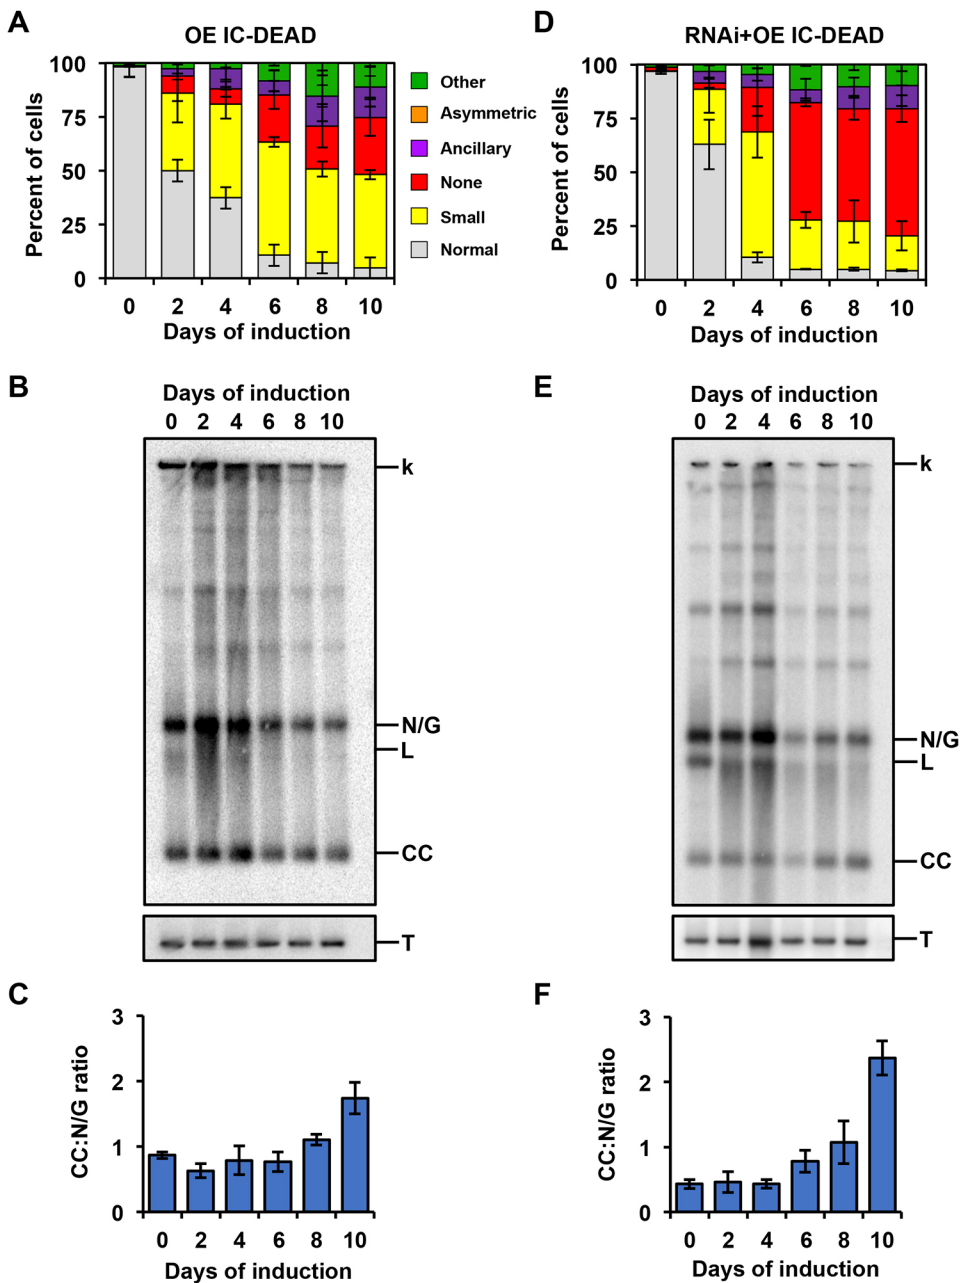 A
OE IC-DEAD
Percent of cells
100
75
50
25
0
0 2 4 6 8 10
Days of induction
Other
Asymmetric
Ancillary
None
Small
Normal
D
RNAi+OE IC-DEAD
Percent of cells
100
75
50
25
0
0 2 4 6 8 10
Days of induction
B
Days of induction
0 2 4 6 8 10
k
N/G
L
CC
T
E
Days of induction
0 2 4 6 8 10
k
N/G
L
CC
T
C
CC:N/G ratio
3
2
1
0
0 2 4 6 8 10
Days of induction
F
CC:N/G ratio
3
2
1
0
0 2 4 6 8 10
Days of induction